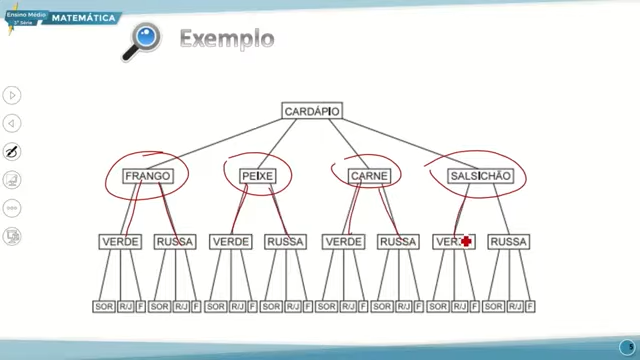 Ensino Médio
3ª Série
MATEMÁTICA
Exemplo
CARDÁPIO
FRANGO PEIXE CARNE SALSICHÃO
VERDE RUSSA VERDE RUSSA VERDE RUSSA RUSSA
SOR R/J F SOR R/J F SOR R/J F SOR R/J F SOR R/J F SOR R/J F SOR R/J F SOR R/J F